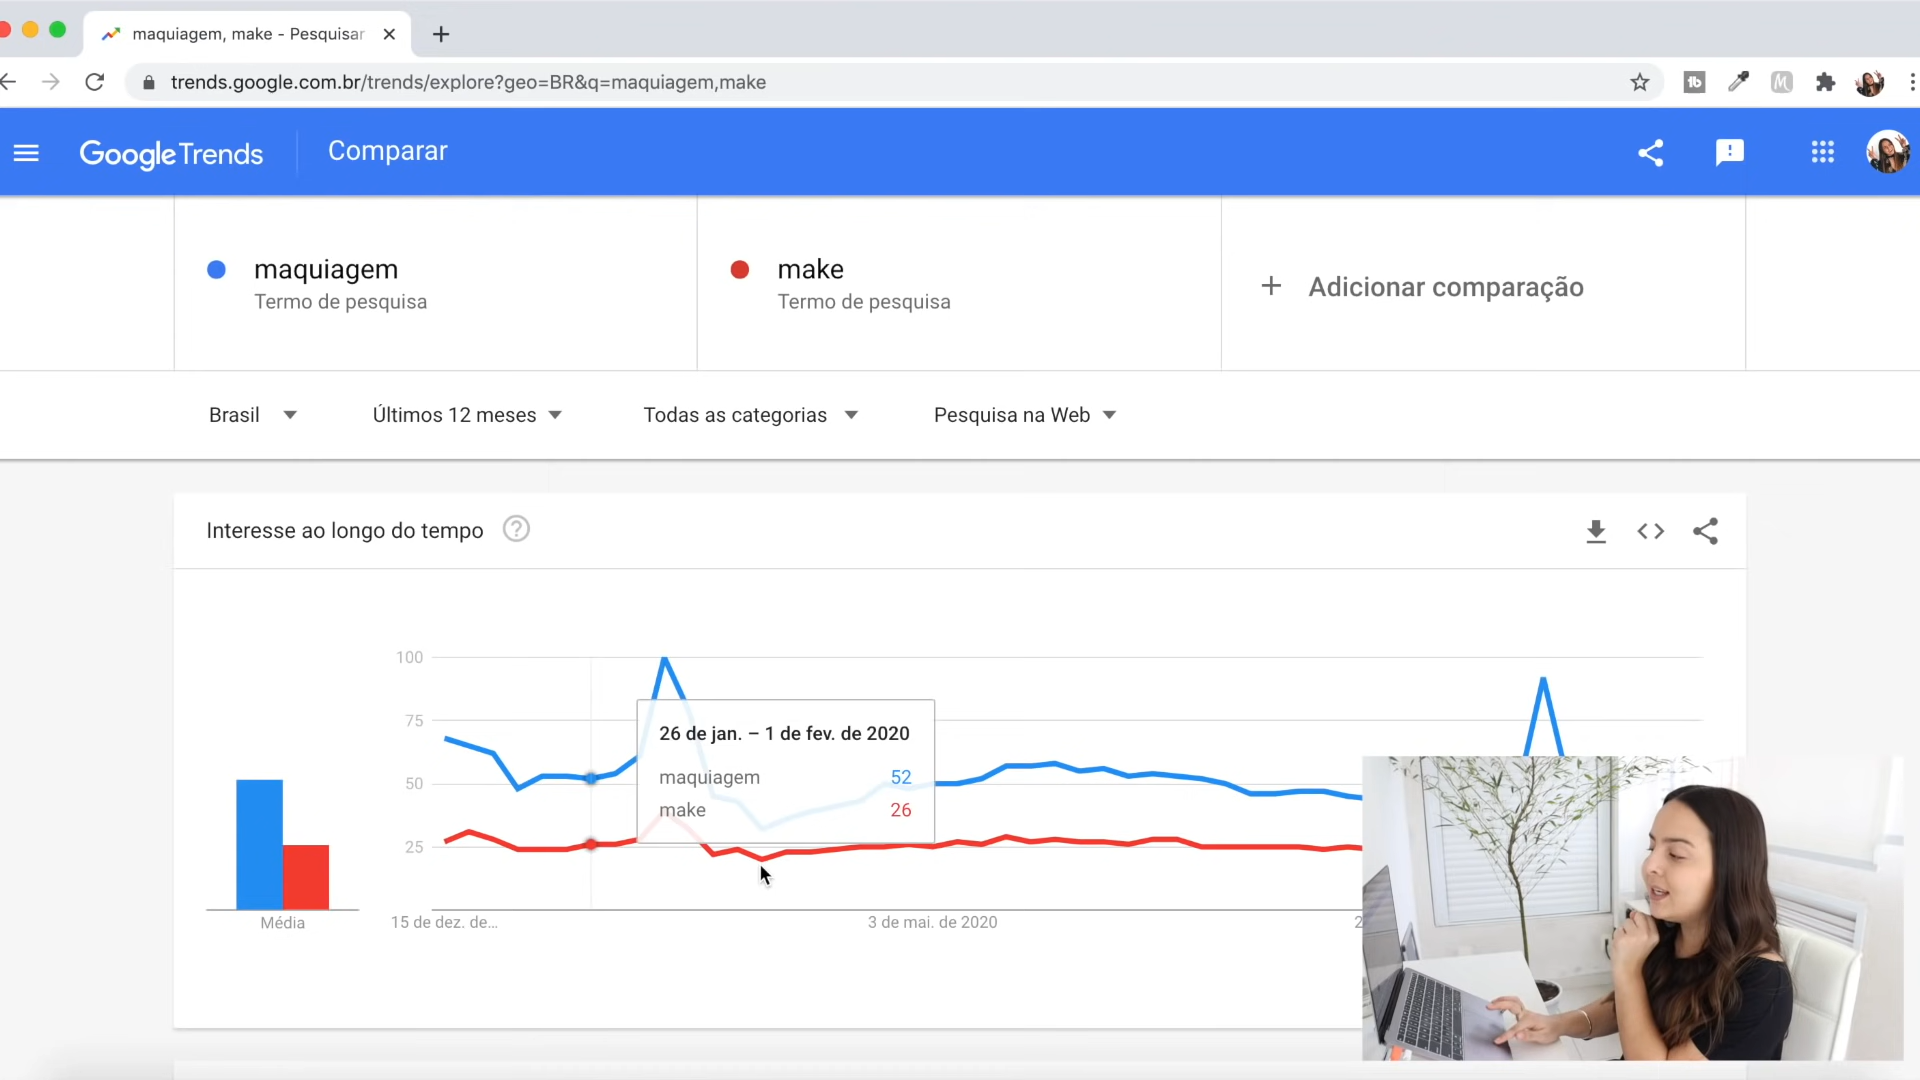 maquiagem, make - Pesquisar
trends.google.com.br/trends/explore?geo=BR&q=maquiagem,make
Google Trends
Comparar
maquiagem
Termo de pesquisa
make
Termo de pesquisa
+ Adicionar comparação
Brasil
Últimos 12 meses
Todas as categorias
Pesquisa na Web
Interesse ao longo do tempo
100
75
50
25
26 de jan. – 1 de fev. de 2020
maquiagem 52
make 26
Média
15 de dez. de...
3 de mai. de 2020
2